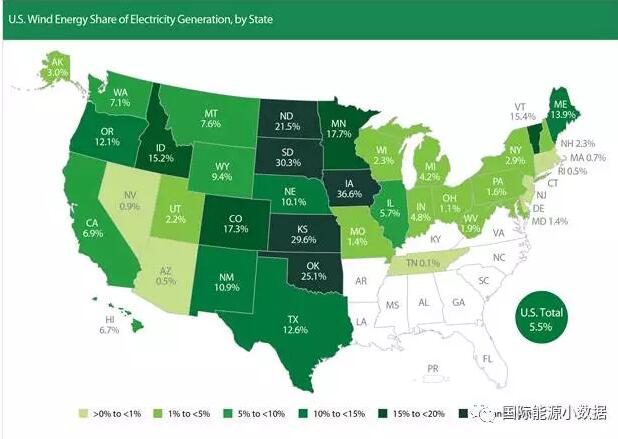 U.S. Wind Energy Share of Electricity Generation, by State
AK
3.0%
WA
7.1%
OR
12.1%
CA
6.9%
NV
0.9%
ID
15.2%
MT
7.6%
WY
9.4%
UT
2.2%
AZ
0.5%
CO
17.3%
NM
10.9%
ND
21.5%
SD
30.3%
NE
10.1%
KS
29.6%
OK
25.1%
TX
12.6%
MN
17.7%
IA
36.6%
MO
1.4%
AR
LA
WI
2.3%
IL
5.7%
MI
4.2%
IN
4.8%
OH
1.1%
KY
TN 0.1%
MS
AL
GA
FL
SC
NC
VA
WV
1.9%
PA
1.6%
NY
2.9%
VT
15.4%
ME
13.9%
NH 2.3%
MA 0.7%
RI 0.5%
CT
NJ
DE
MD 1.4%
HI
6.7%
PR
U.S. Total
5.5%
>0% to <1%
1% to <5%
5% to <10%
10% to <15%
15% to <20%
国际能源小数据